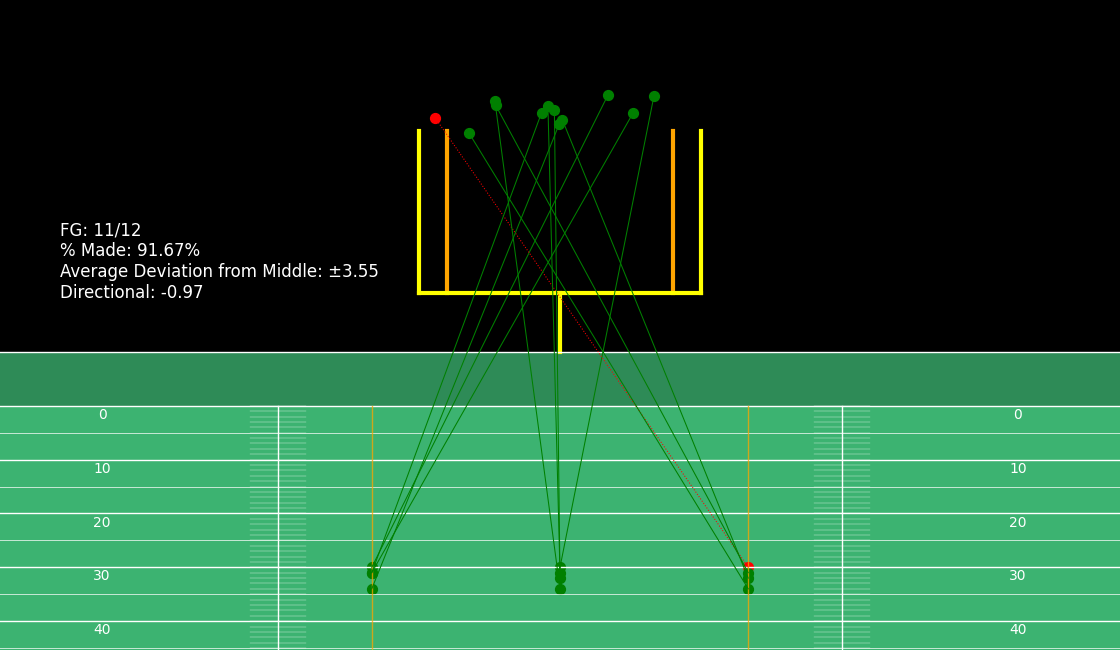 FG: 11/12
% Made: 91.67%
Average Deviation from Middle: ±3.55
Directional: -0.97
0 0
10 10
20 20
30 30
40 40